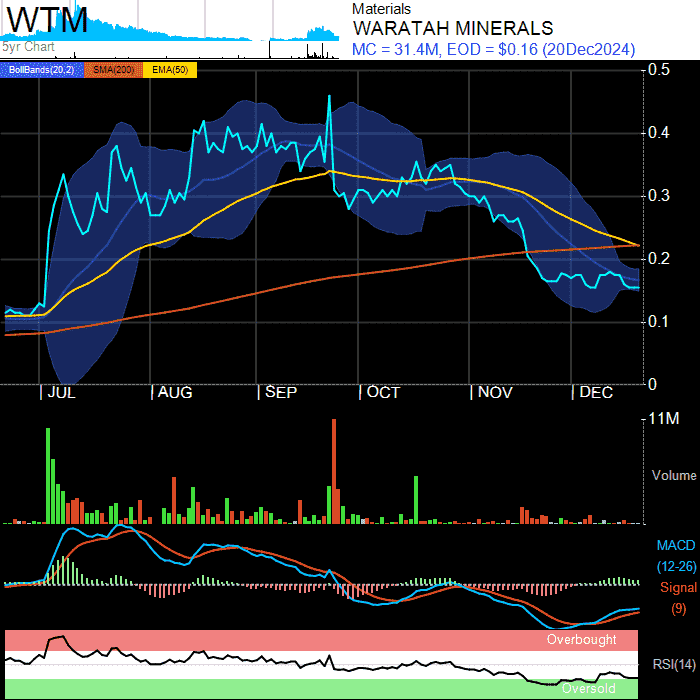 WTM
5yr Chart
Materials
WARATAH MINERALS
MC = 31.4M, EOD = $0.16 (20Dec2024)
BollBands(20,2) SMA(200) EMA(50)
0.5
0.4
0.3
0.2
0.1
0
JUL AUG SEP OCT NOV DEC
11M
Volume
MACD
(12-26)
Signal
(9)
Overbought
RSI(14)
Oversold